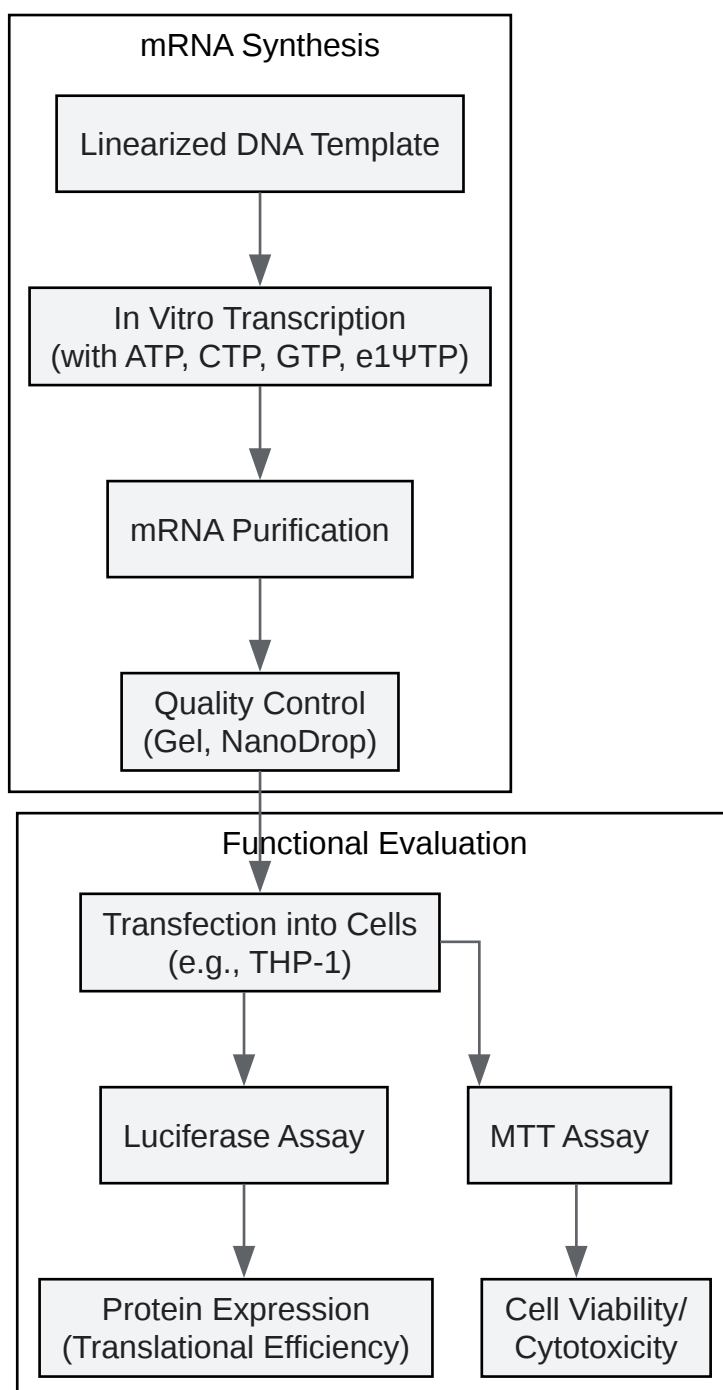 mRNA Synthesis
Linearized DNA Template
In Vitro Transcription
(with ATP, CTP, GTP, e1ΨTP)
mRNA Purification
Quality Control
(Gel, NanoDrop)
Functional Evaluation
Transfection into Cells
(e.g., THP-1)
Luciferase Assay
MTT Assay
Protein Expression
(Translational Efficiency)
Cell Viability/
Cytotoxicity